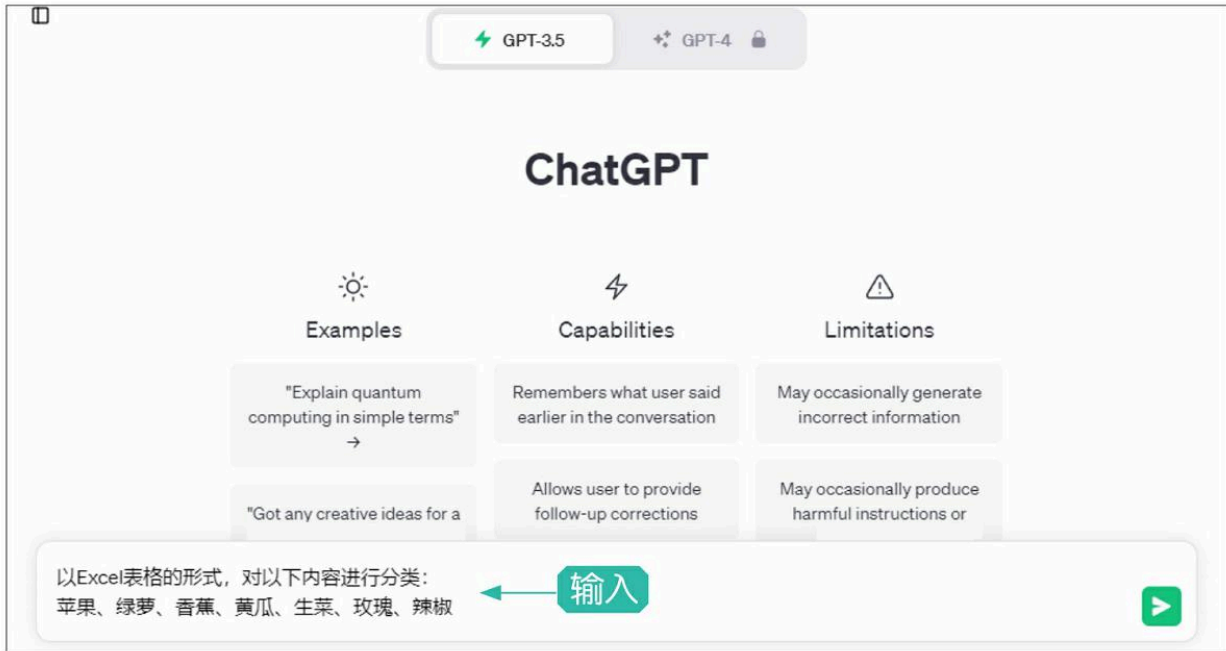 GPT-3.5
GPT-4
ChatGPT
Examples
Capabilities
Limitations
"Explain quantum
computing in simple terms"
→
Remembers what user said
earlier in the conversation
May occasionally generate
incorrect information
"Got any creative ideas for a
Allows user to provide
follow-up corrections
May occasionally produce
harmful instructions or
以Excel表格的形式，对以下内容进行分类：
苹果、绿萝、香蕉、黄瓜、生菜、玫瑰、辣椒
输入